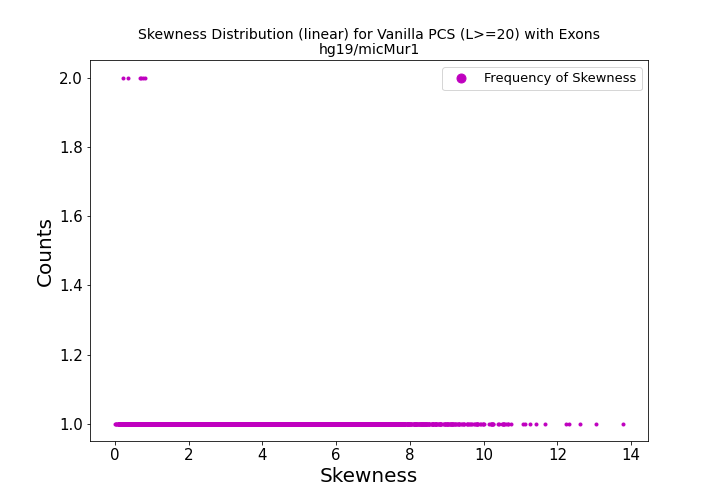 Skewness Distribution (linear) for Vanilla PCS (L>=20) with Exons
hg19/micMur1
Frequency of Skewness
2.0
1.8
1.6
1.4
1.2
1.0
Counts
0 2 4 6 8 10 12 14
Skewness